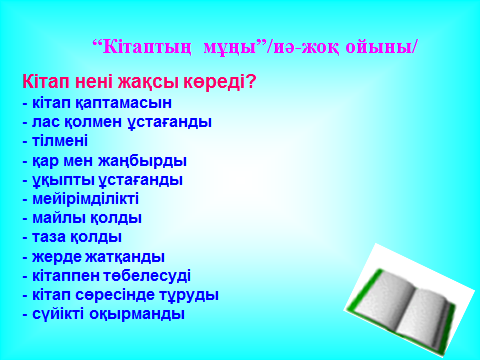 “Кітаптың мұңы”/иә-жоқ ойыны/
Кітап нені жақсы көреді?
- кітап қаптамасын
- лас қолмен ұстағанды
- тілмені
- қар мен жаңбырды
- ұқыпты ұстағанды
- мейірімділікті
- майлы қолды
- таза қолды
- жерде жатқанды
- кітаппен төбелесуді
- кітап сөресінде тұруды
- сүйікті оқырманды